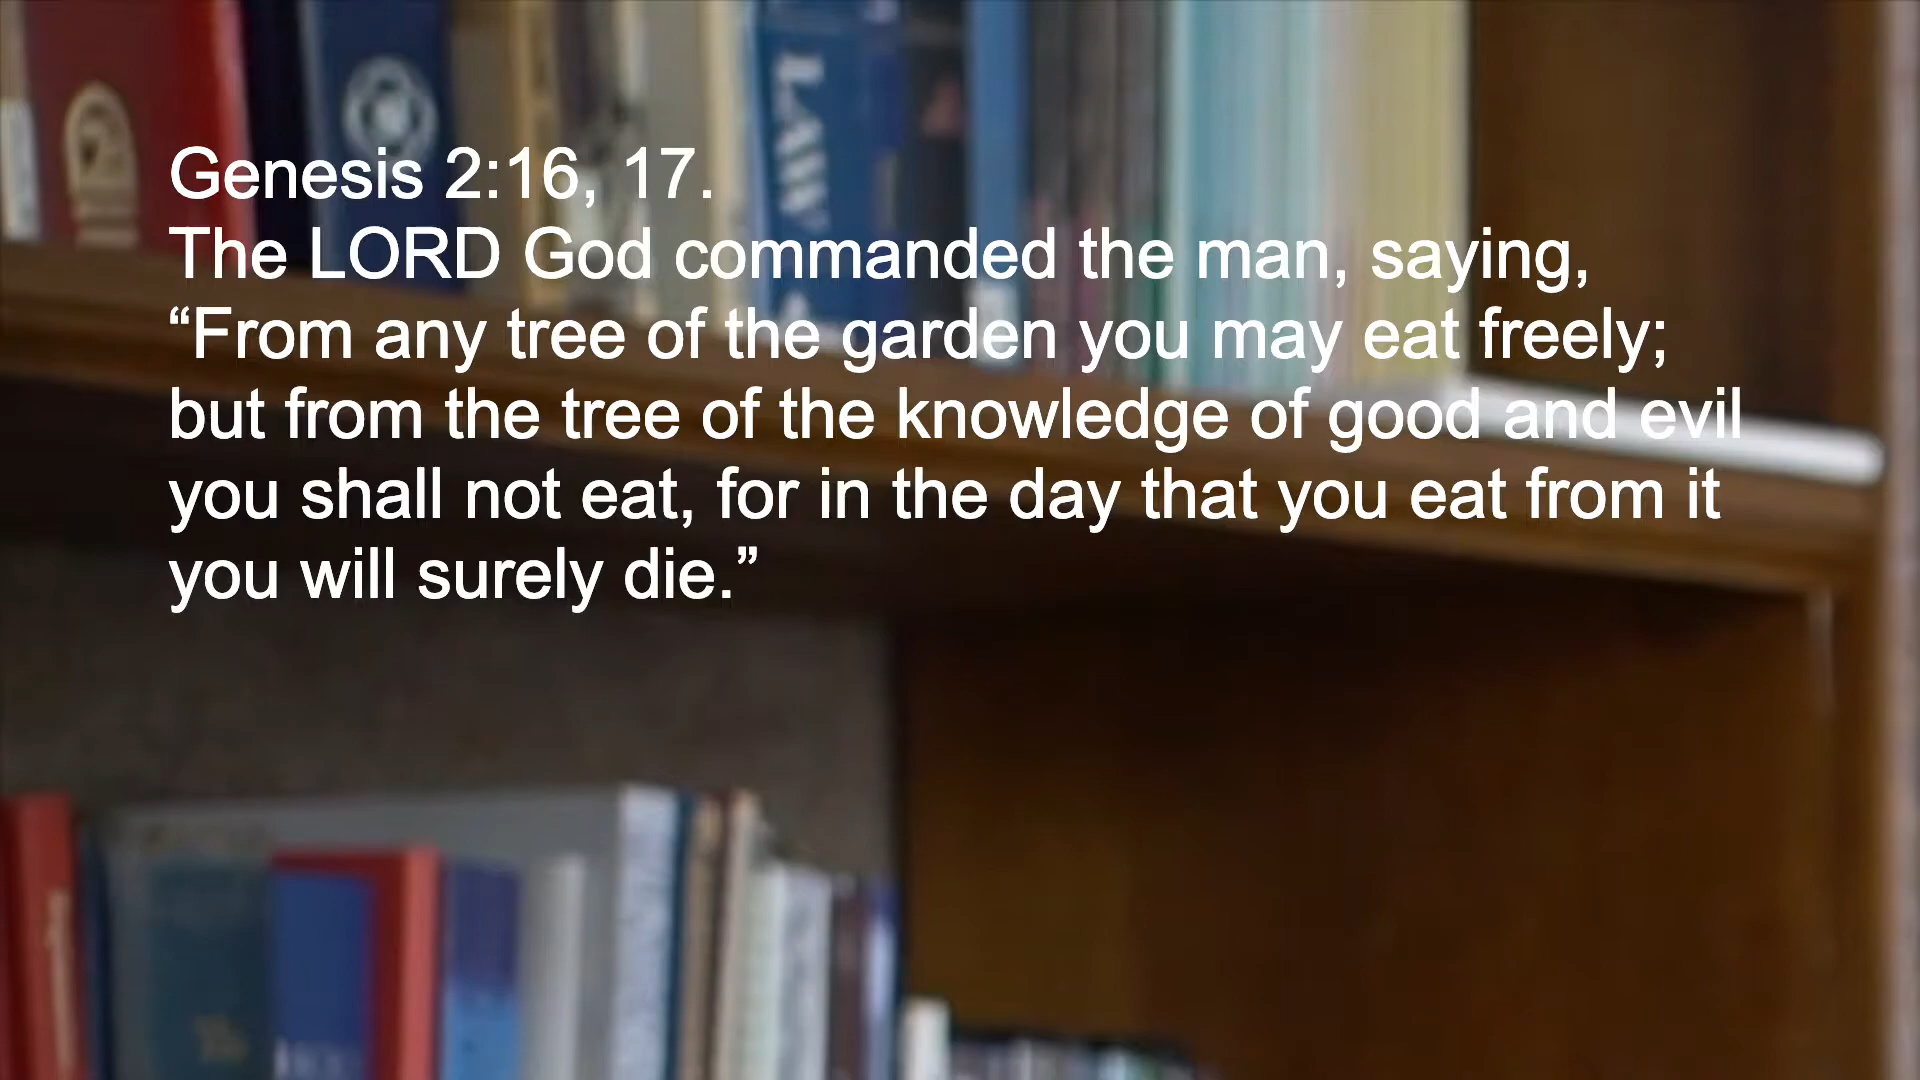 LAW
Genesis 2:16, 17.
The LORD God commanded the man, saying,
“From any tree of the garden you may eat freely;
but from the tree of the knowledge of good and evil
you shall not eat, for in the day that you eat from it
you will surely die.”